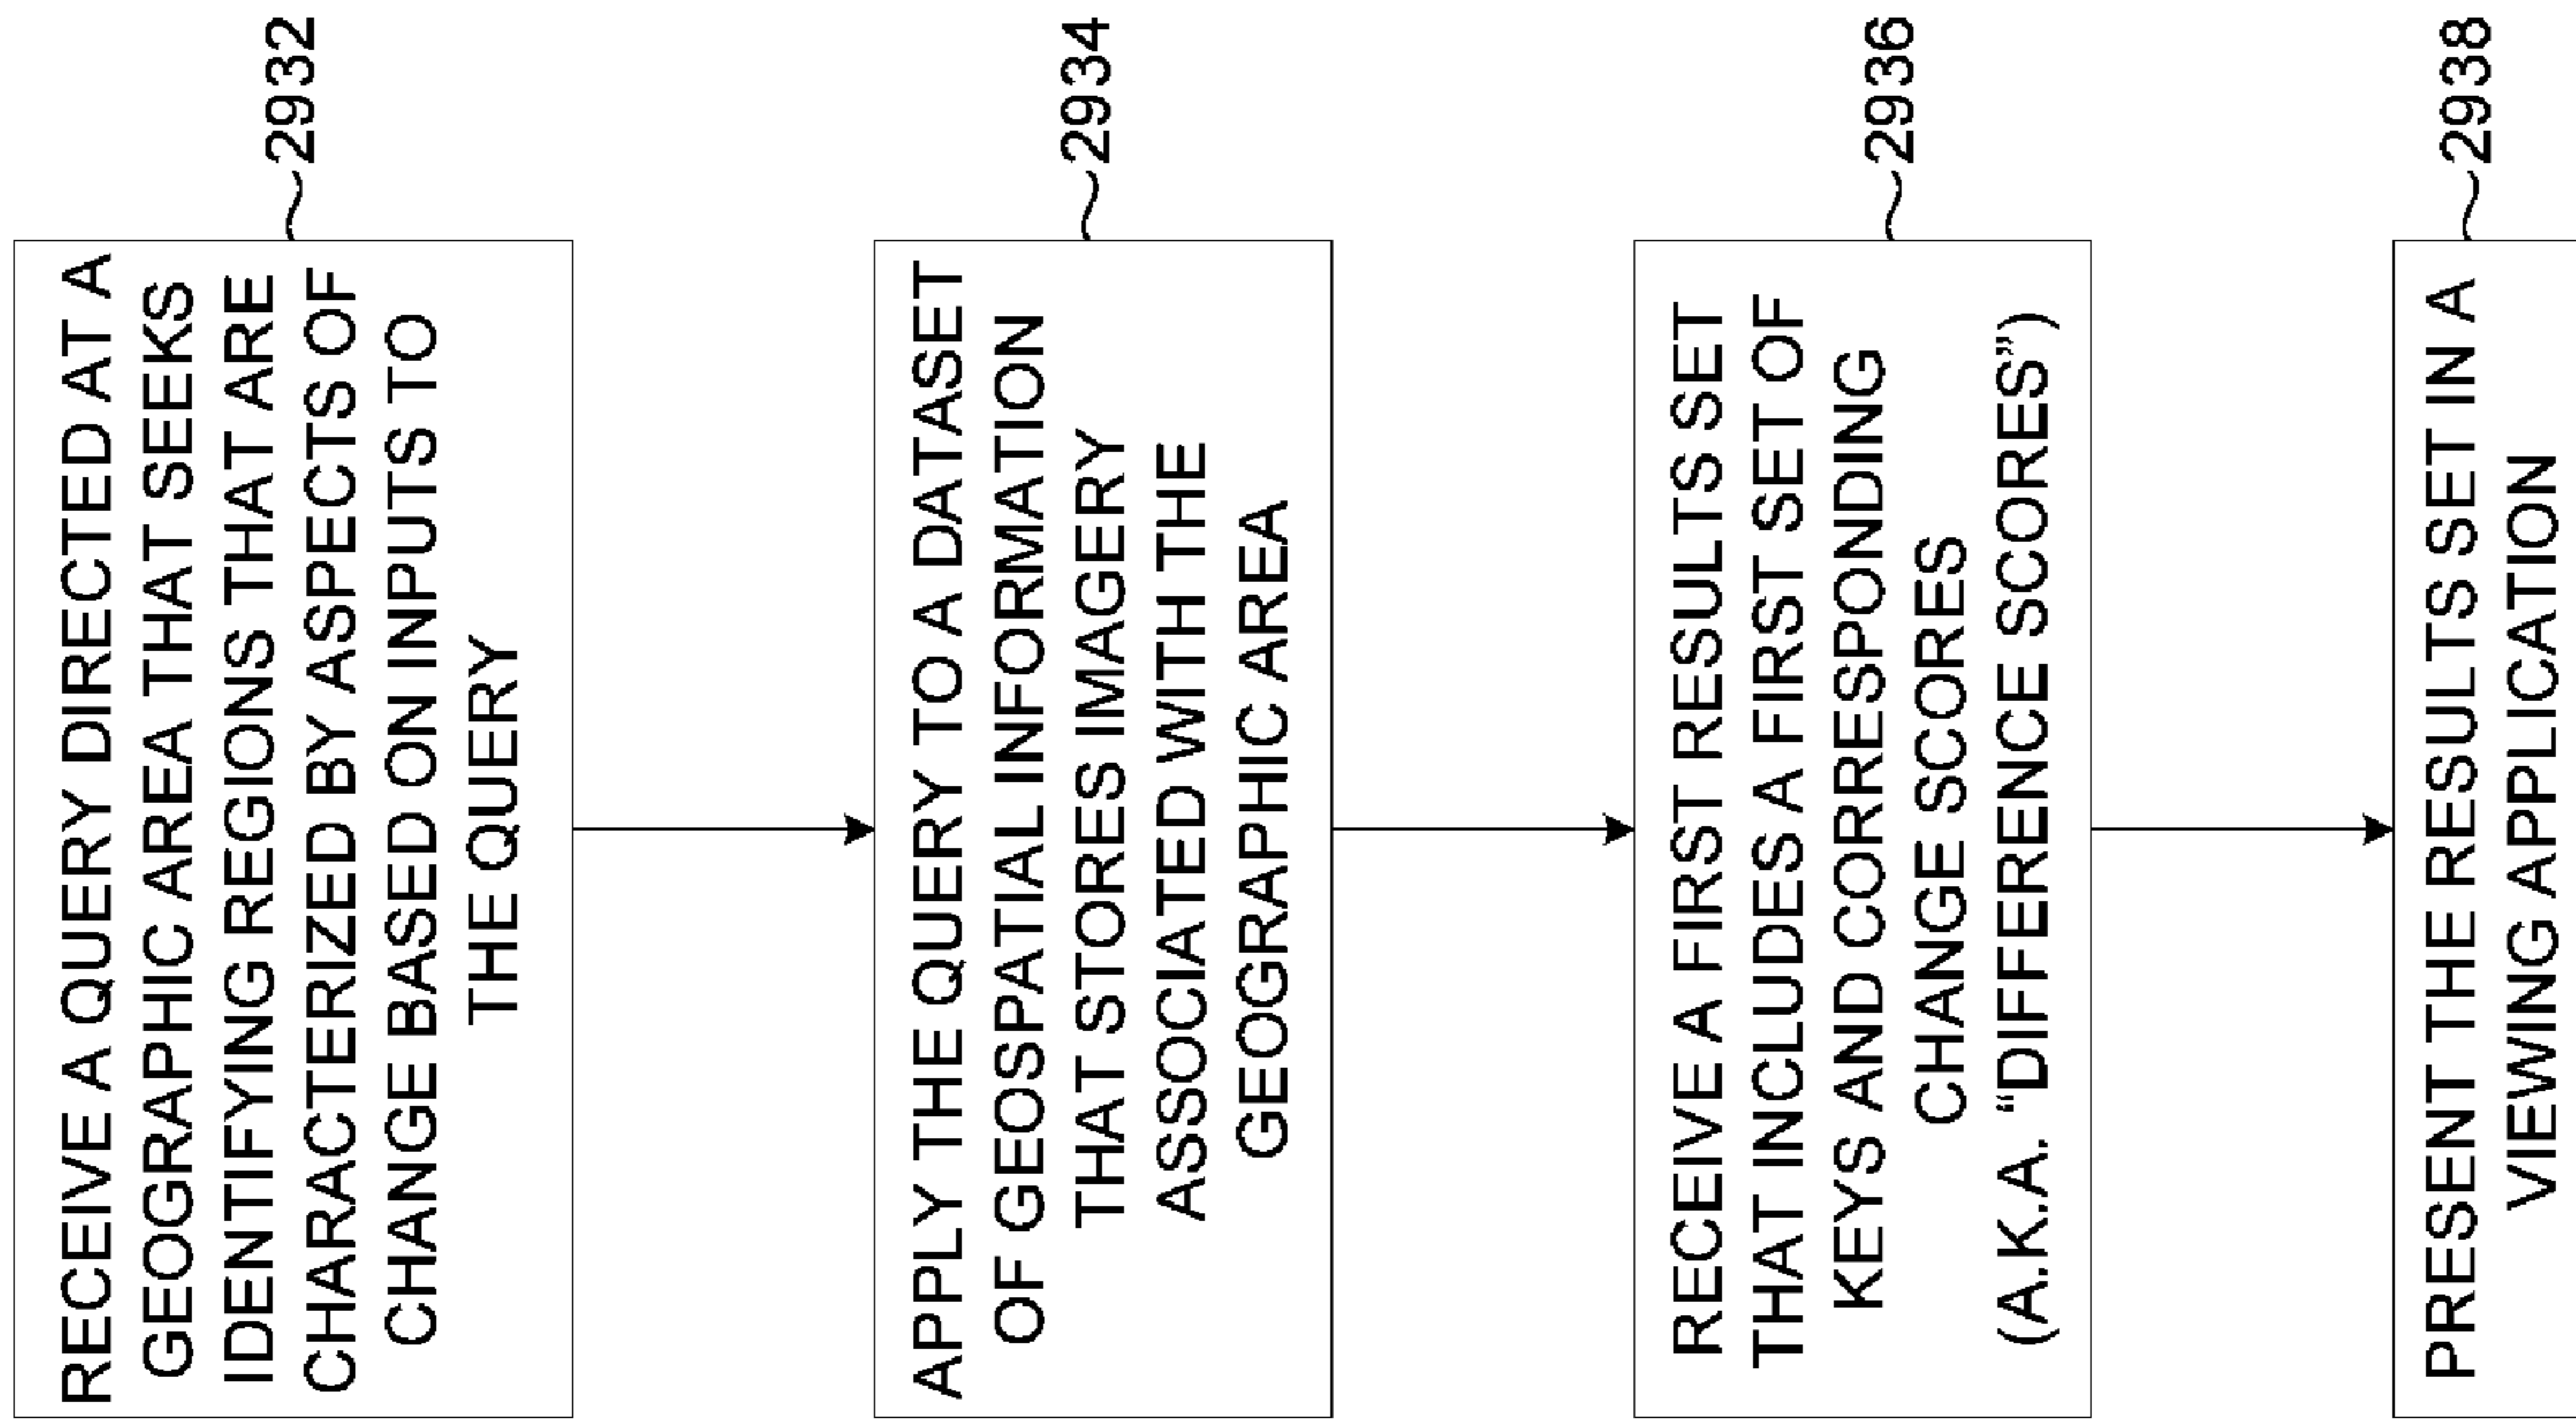 RECEIVE A QUERY DIRECTED AT A
GEOGRAPHIC AREA THAT SEEKS
IDENTIFYING REGIONS THAT ARE
CHARACTERIZED BY ASPECTS OF
CHANGE BASED ON INPUTS TO
THE QUERY
2932
APPLY THE QUERY TO A DATASET
OF GEOSPATIAL INFORMATION
THAT STORES IMAGERY
ASSOCIATED WITH THE
GEOGRAPHIC AREA
2934
RECEIVE A FIRST RESULTS SET
THAT INCLUDES A FIRST SET OF
KEYS AND CORRESPONDING
CHANGE SCORES
(A.K.A. “DIFFERENCE SCORES”)
2936
PRESENT THE RESULTS SET IN A
VIEWING APPLICATION
2938